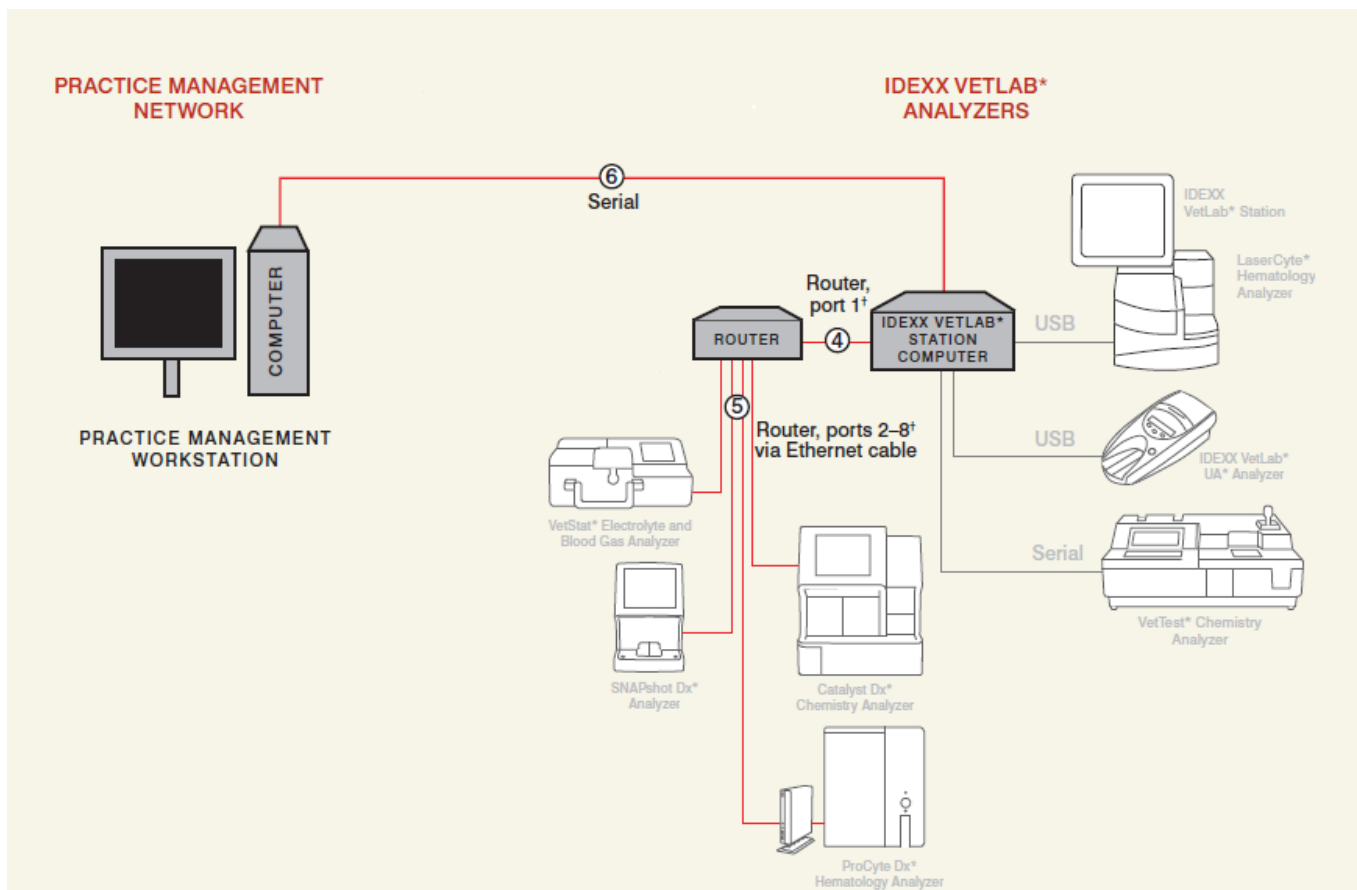 PRACTICE MANAGEMENT
NETWORK
IDEXX VETLAB*
ANALYZERS
6
Serial
COMPUTER
PRACTICE MANAGEMENT
WORKSTATION
Router,
port 1†
ROUTER
4
IDEXX VETLAB*
STATION
COMPUTER
USB
IDEXX
VetLab* Station
LaserCyte*
Hematology
Analyzer
5
Router, ports 2–8†
via Ethernet cable
USB
IDEXX VetLab*
UA* Analyzer
VetStat* Electrolyte and
Blood Gas Analyzer
Serial
VetTest* Chemistry
Analyzer
SNAPshot Dx*
Analyzer
Catalyst Dx*
Chemistry Analyzer
ProCyte Dx*
Hematology Analyzer